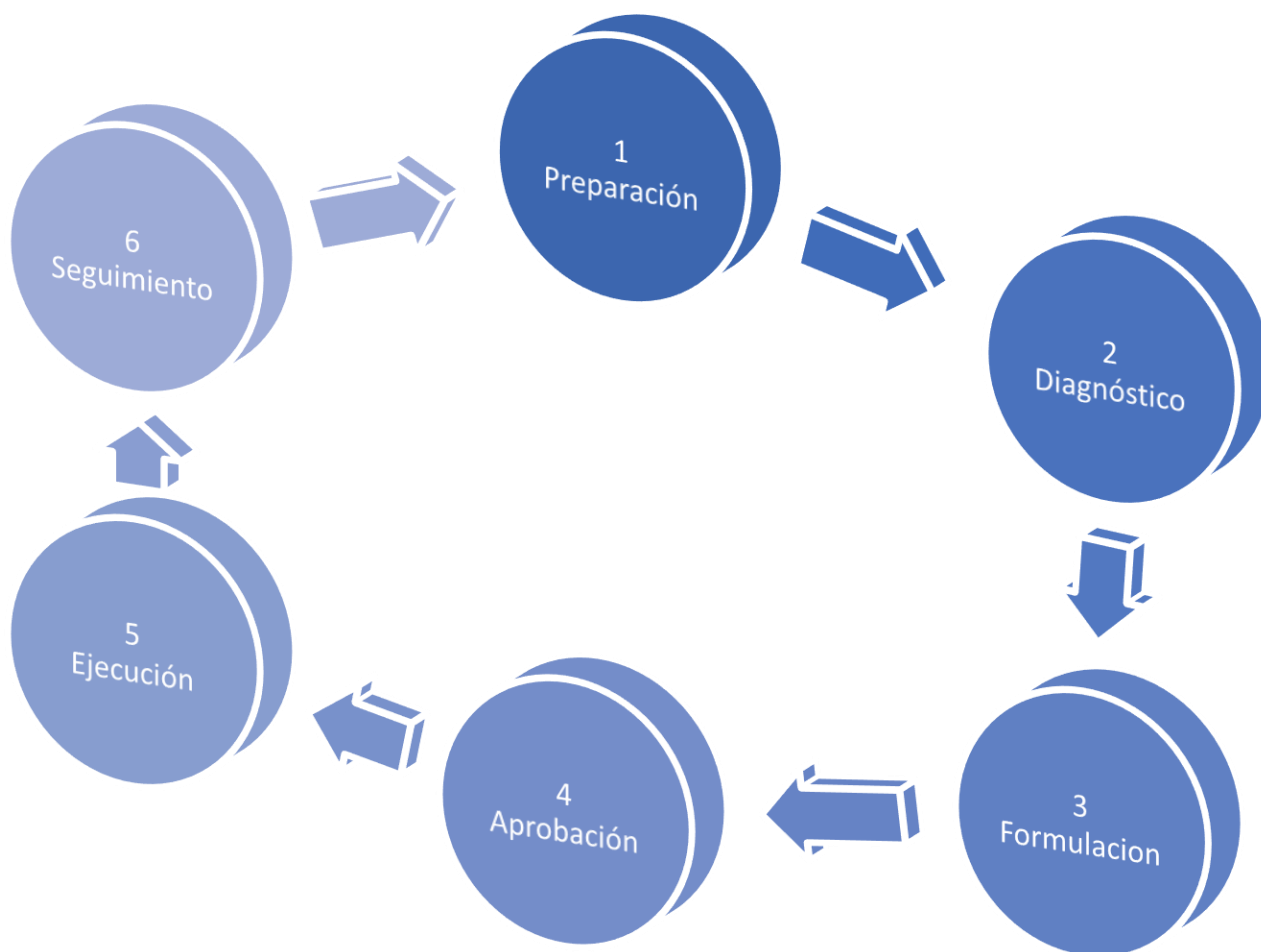 1
Preparación
2
Diagnóstico
3
Formulacion
4
Aprobación
5
Ejecución
6
Seguimiento